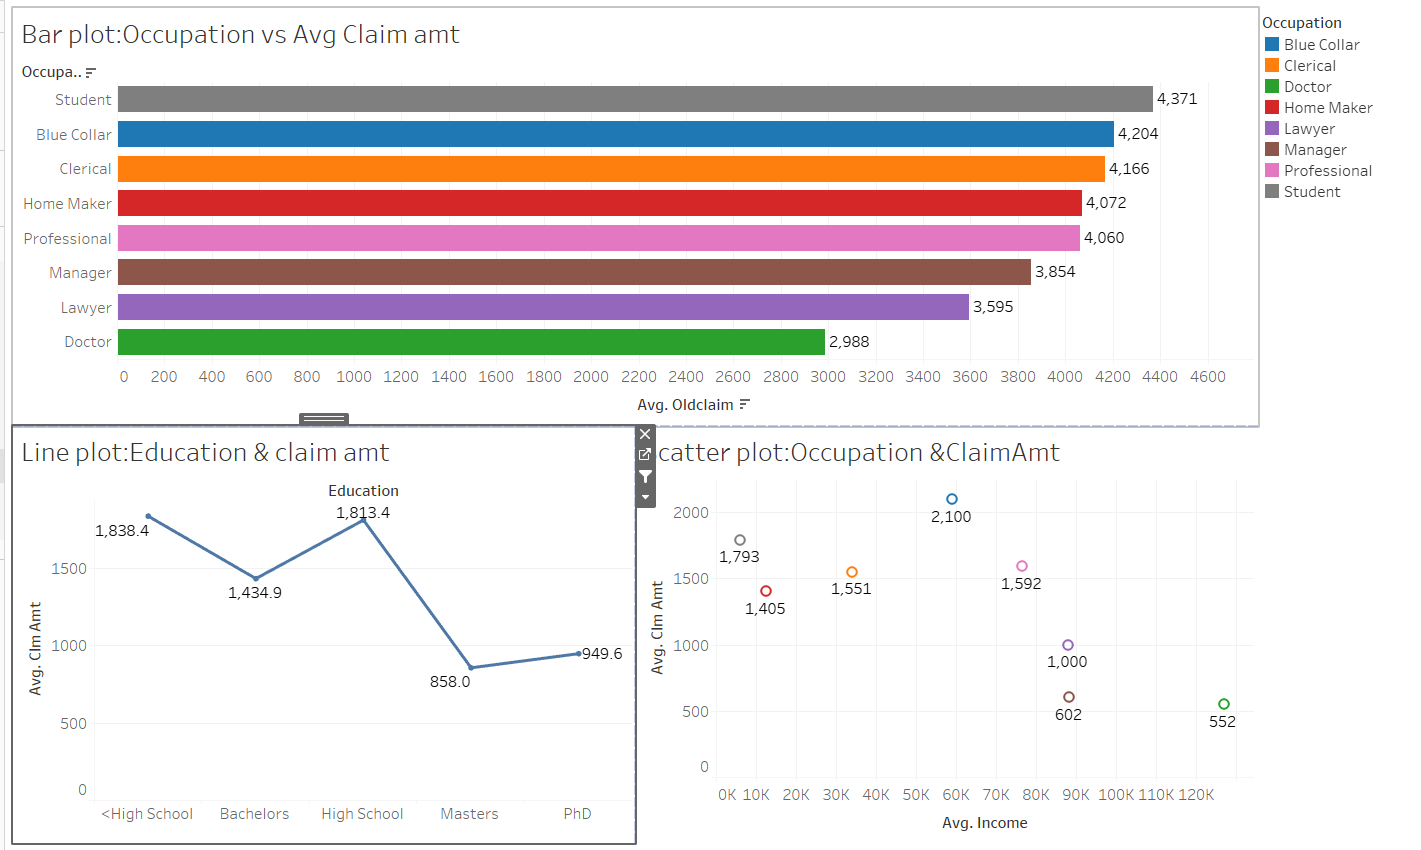 Bar plot:Occupation vs Avg Claim amt
Occupa..
Student
4,371
Blue Collar
4,204
Clerical
4,166
Home Maker
4,072
Professional
4,060
Manager
3,854
Lawyer
3,595
Doctor
2,988
0 200 400 600 800 1000 1200 1400 1600 1800 2000 2200 2400 2600 2800 3000 3200 3400 3600 3800 4000 4200 4400 4600
Avg. Oldclaim
Occupation
Blue Collar
Clerical
Doctor
Home Maker
Lawyer
Manager
Professional
Student
Line plot:Education & claim amt
Education
1,838.4
1,813.4
1,434.9
858.0
949.6
1500
1000
500
0
Avg. Clm Amt
<High School Bachelors High School Masters PhD
catter plot:Occupation &ClaimAmt
2000
1500
1000
500
0
Avg. Clm Amt
2,100
1,793
1,551
1,592
1,405
1,000
602
552
0K 10K 20K 30K 40K 50K 60K 70K 80K 90K 100K 110K 120K
Avg. Income